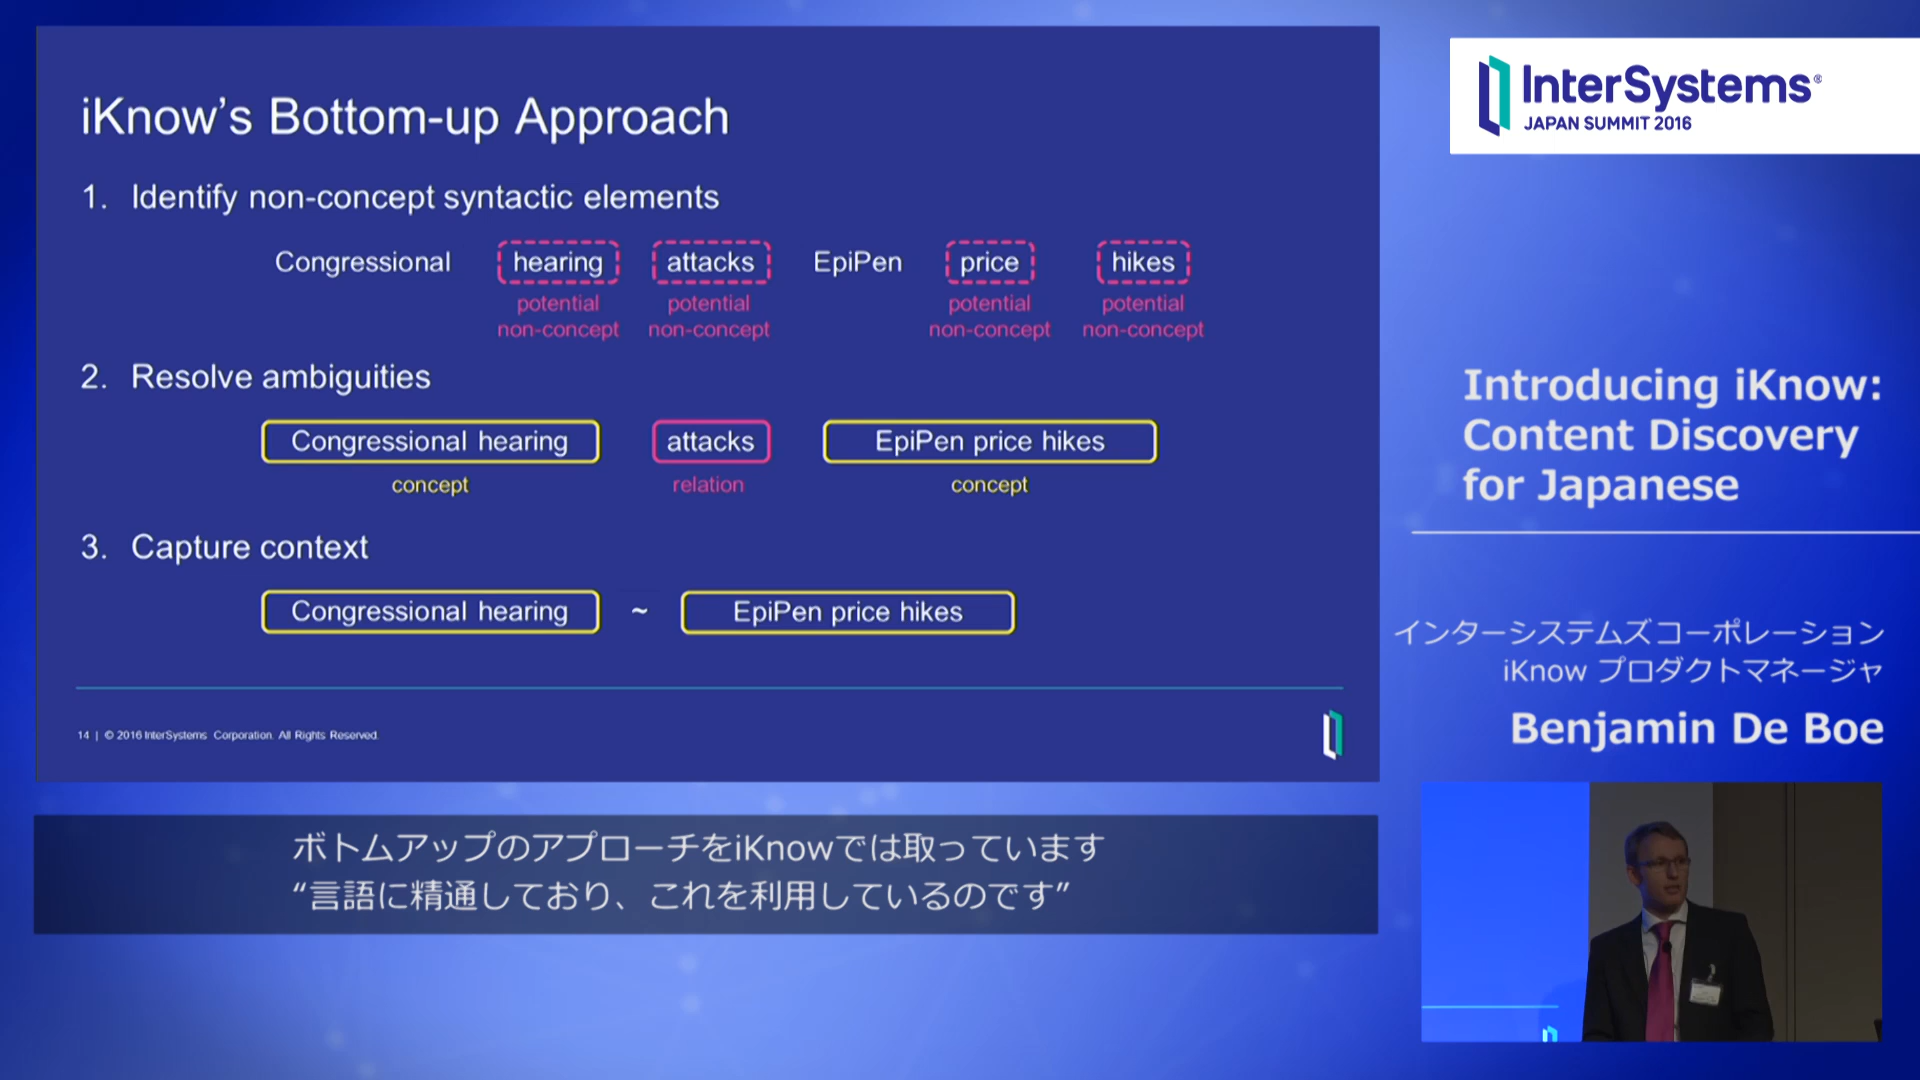 iKnow's Bottom-up Approach
1. Identify non-concept syntactic elements
Congressional hearing attacks EpiPen price hikes
potential non-concept potential non-concept potential non-concept potential non-concept
2. Resolve ambiguities
Congressional hearing attacks EpiPen price hikes
concept relation concept
3. Capture context
Congressional hearing ~ EpiPen price hikes
14 | © 2016 InterSystems Corporation. All Rights Reserved.
ボトムアップのアプローチをiKnowでは取っています
“言語に精通しており、これを利用しているのです”
InterSystems®
JAPAN SUMMIT 2016
Introducing iKnow:
Content Discovery
for Japanese
インターシステムズコーポレーション
iKnow プロダクトマネージャ
Benjamin De Boe